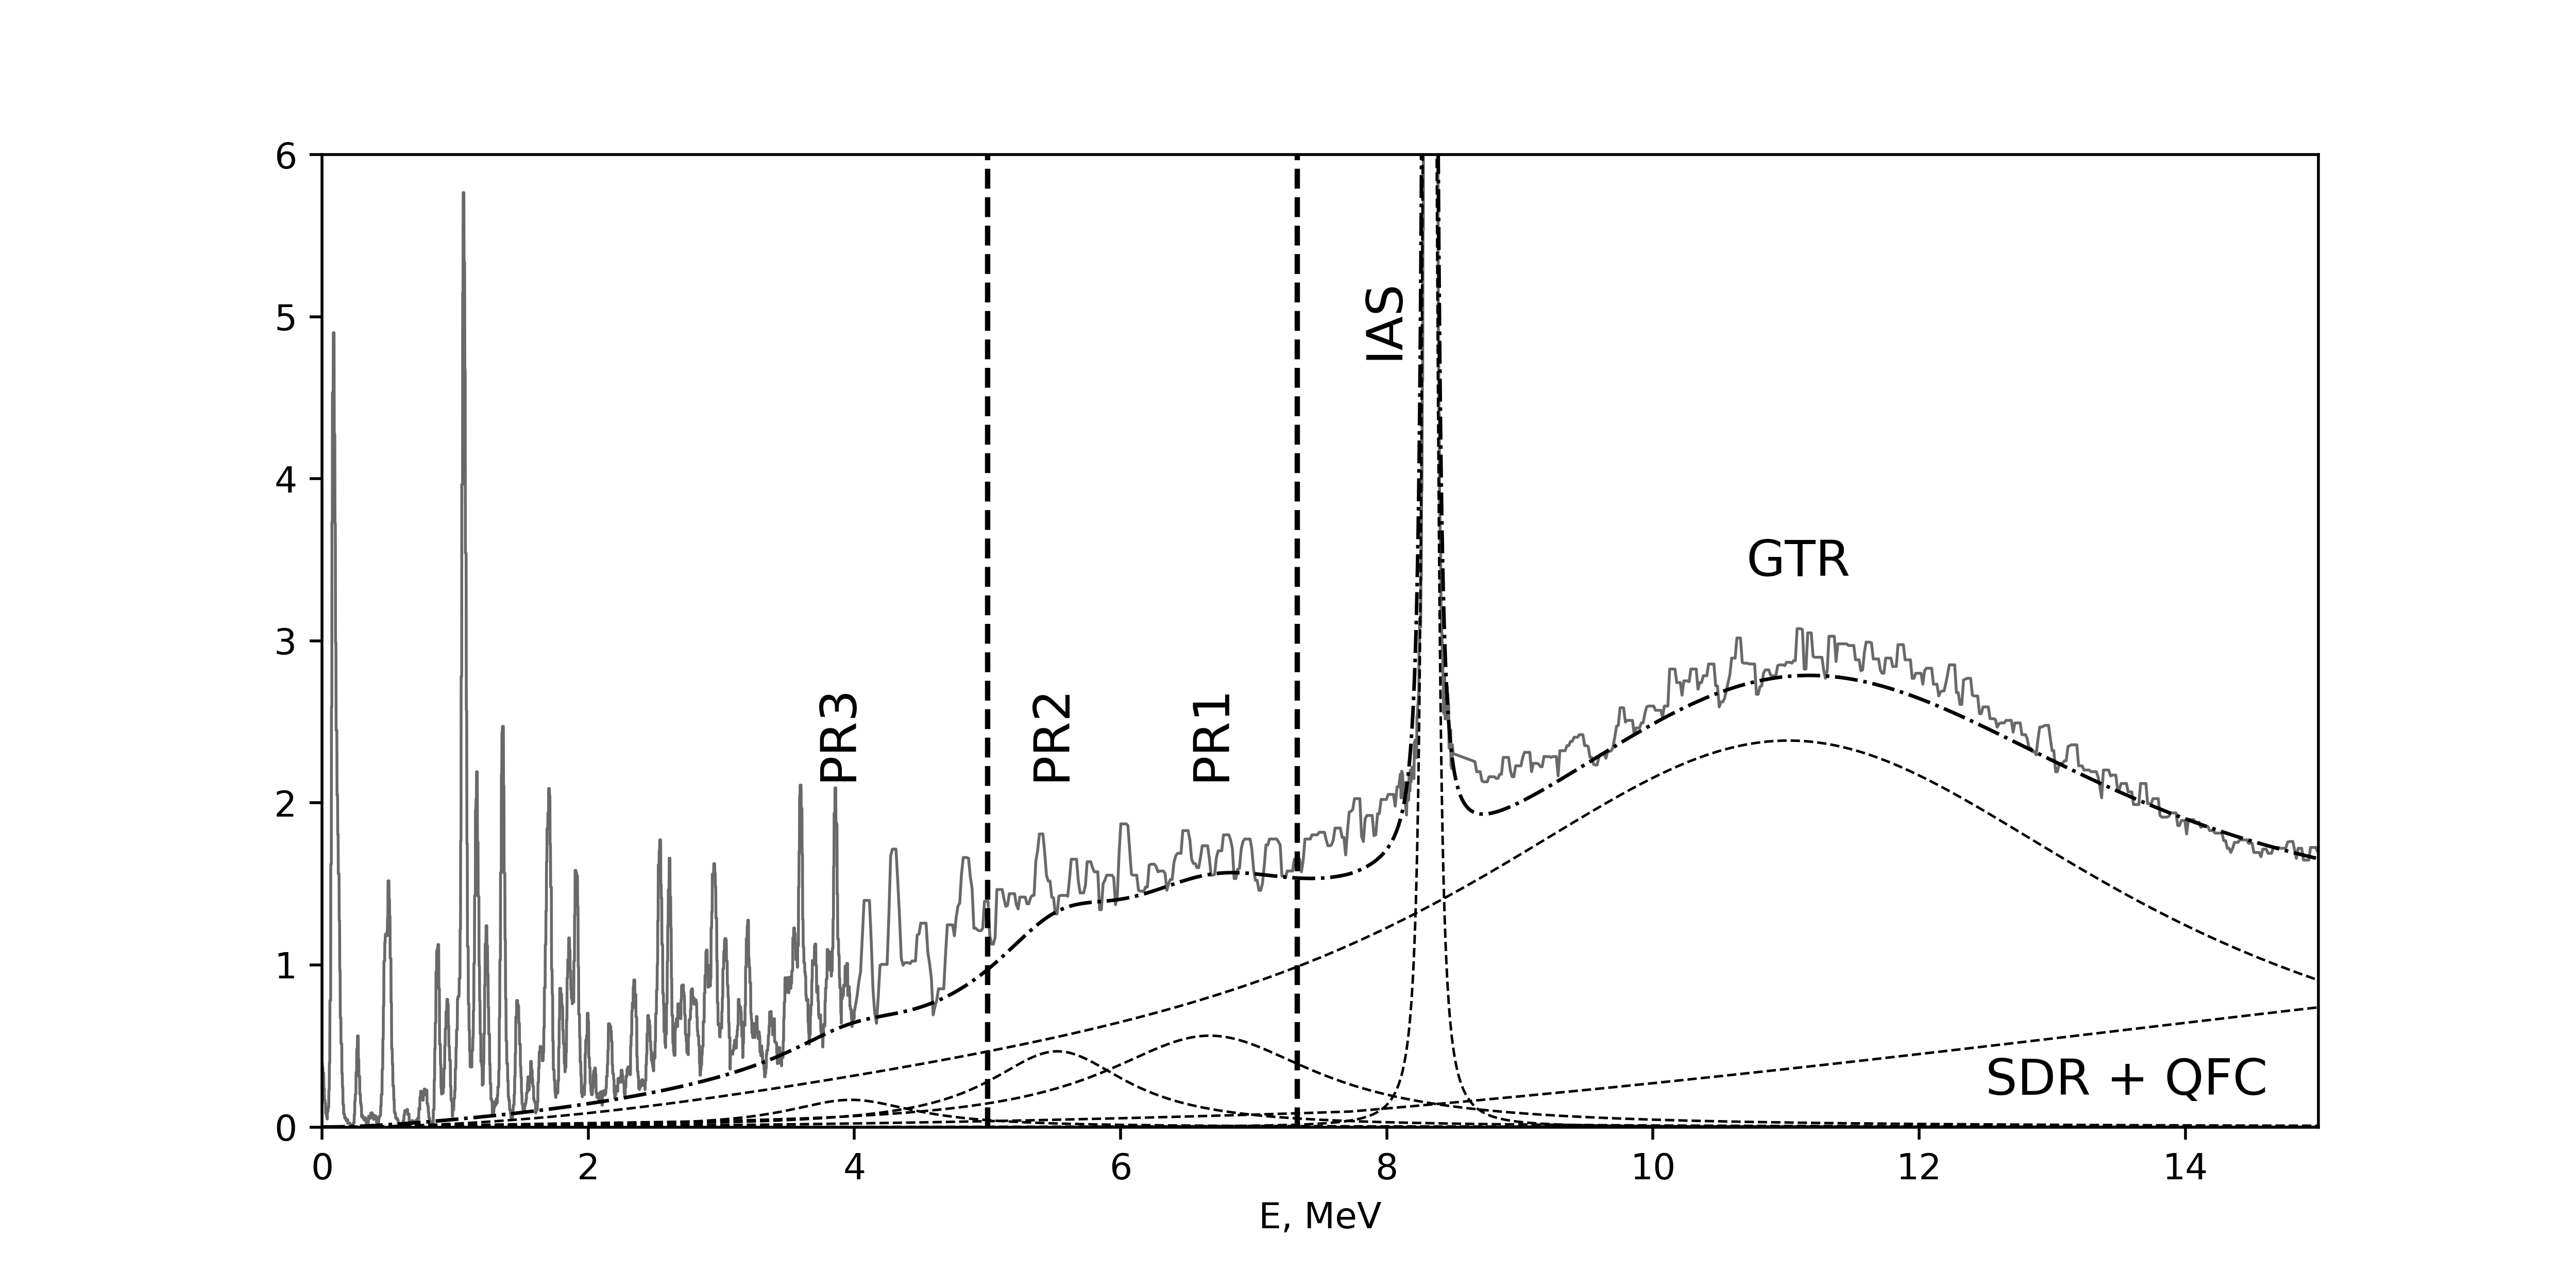 6
5
4
3
2
1
0
IAS
GTR
PR3
PR2
PR1
SDR + QFC
0 2 4 6 8 10 12 14
E, MeV